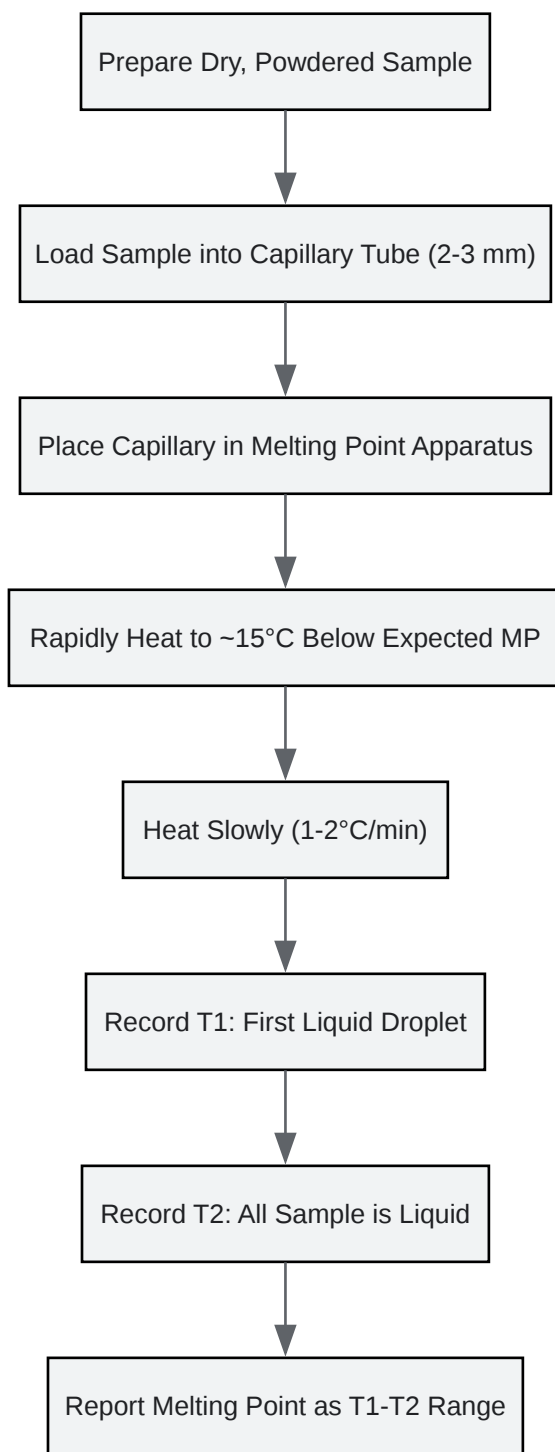 Prepare Dry, Powdered Sample
Load Sample into Capillary Tube (2-3 mm)
Place Capillary in Melting Point Apparatus
Rapidly Heat to ~15°C Below Expected MP
Heat Slowly (1-2°C/min)
Record T1: First Liquid Droplet
Record T2: All Sample is Liquid
Report Melting Point as T1-T2 Range